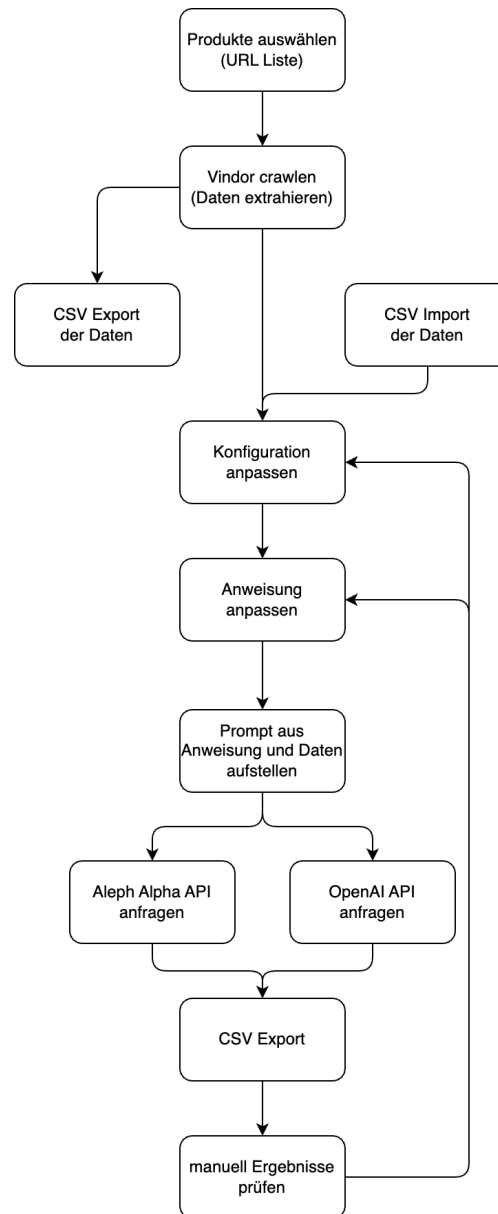 Produkte auswählen
(URL Liste)
Vindor crawlen
(Daten extrahieren)
CSV Export
der Daten
CSV Import
der Daten
Konfiguration
anpassen
Anweisung
anpassen
Prompt aus
Anweisung und Daten
aufstellen
Aleph Alpha API
anfragen
OpenAI API
anfragen
CSV Export
manuell Ergebnisse
prüfen